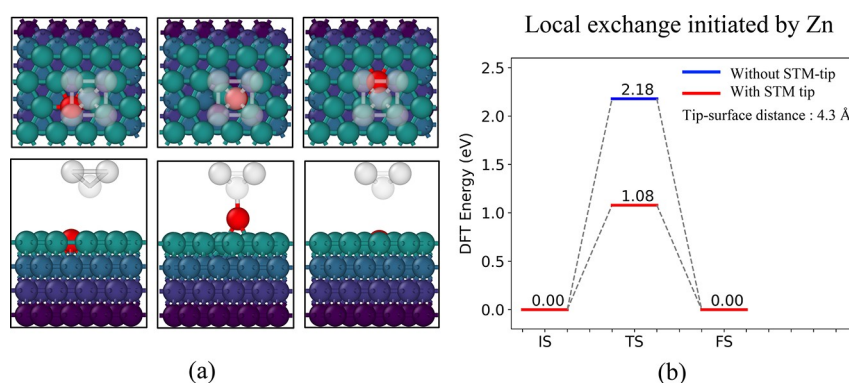 Local exchange initiated by Zn
2.5
2.0
1.5
1.0
0.5
0.0
DFT Energy (eV)
2.18
1.08
0.00
0.00
Without STM-tip
With STM tip
Tip-surface distance : 4.3 Å
IS
TS
FS
(a)
(b)